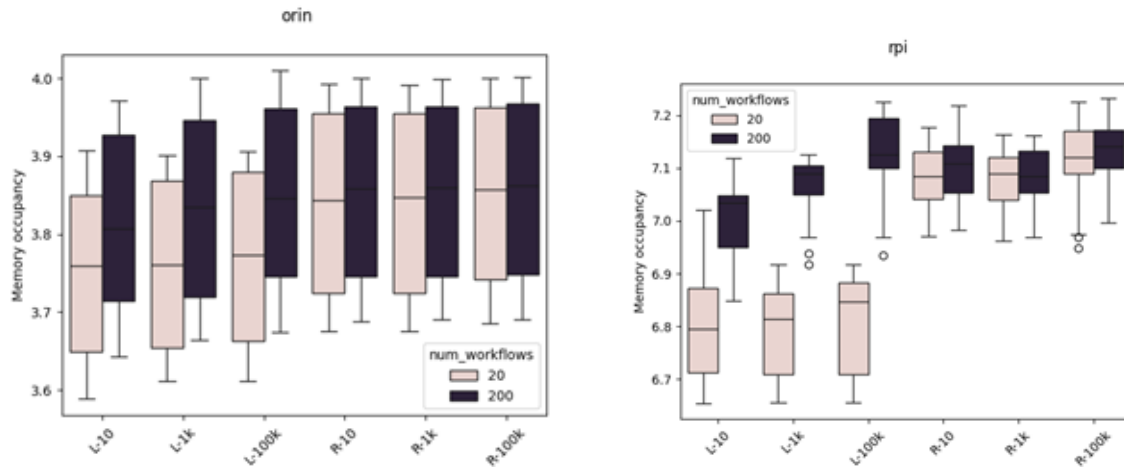 orin
Memory occupancy
4.0
3.9
3.8
3.7
3.6
num_workflows
20
200
L-10
L-1k
L-100k
R-10
R-1k
R-100k
rpi
Memory occupancy
7.2
7.1
7.0
6.9
6.8
6.7
num_workflows
20
200
L-10
L-1k
L-100k
R-10
R-1k
R-100k